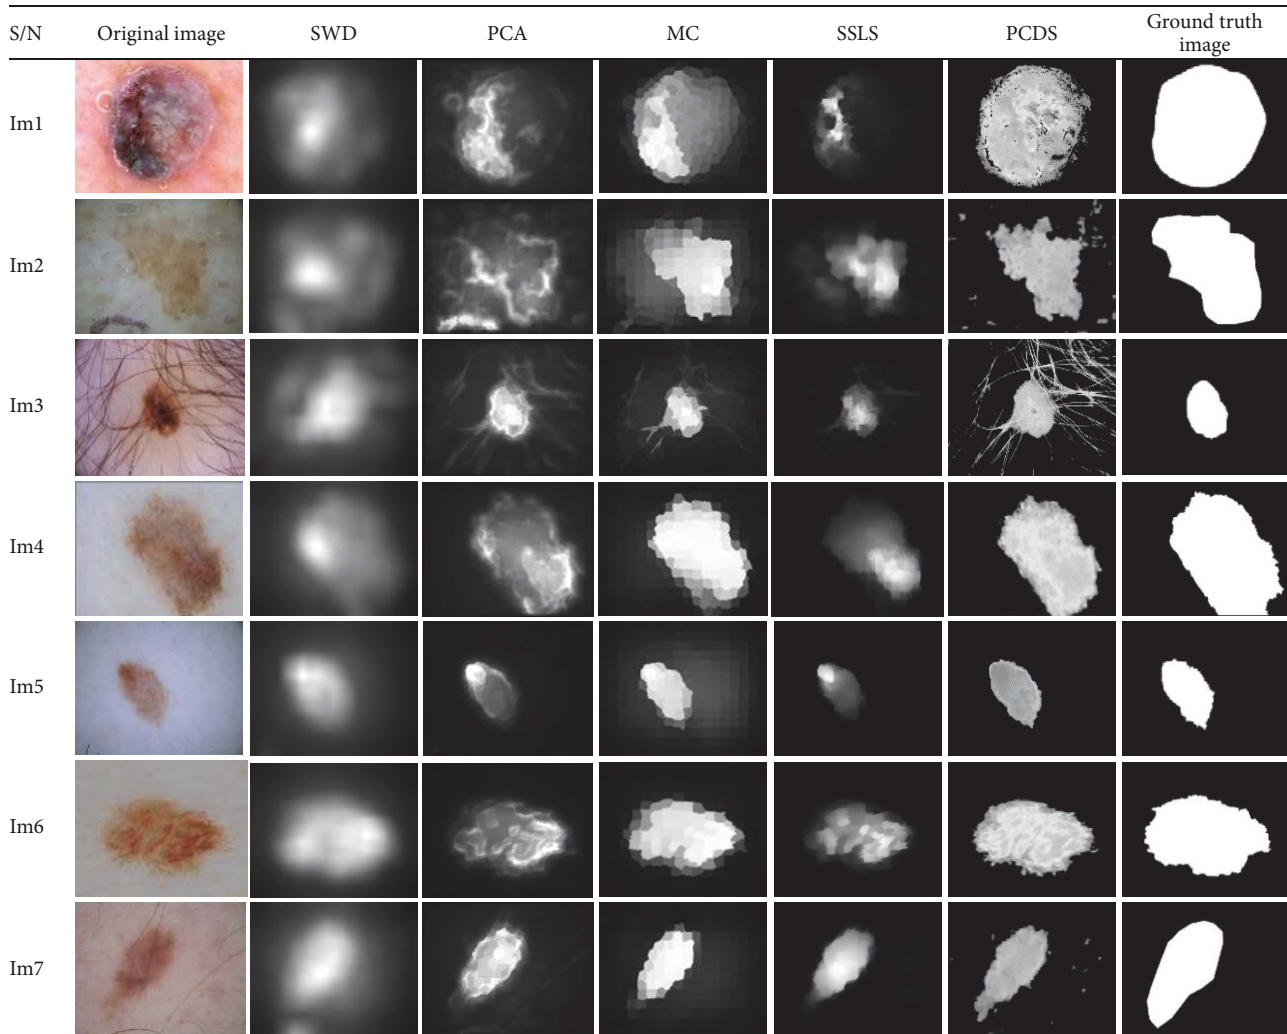 S/N Original image SWD PCA MC SSLS PCDS Ground truth image
Im1
Im2
Im3
Im4
Im5
Im6
Im7